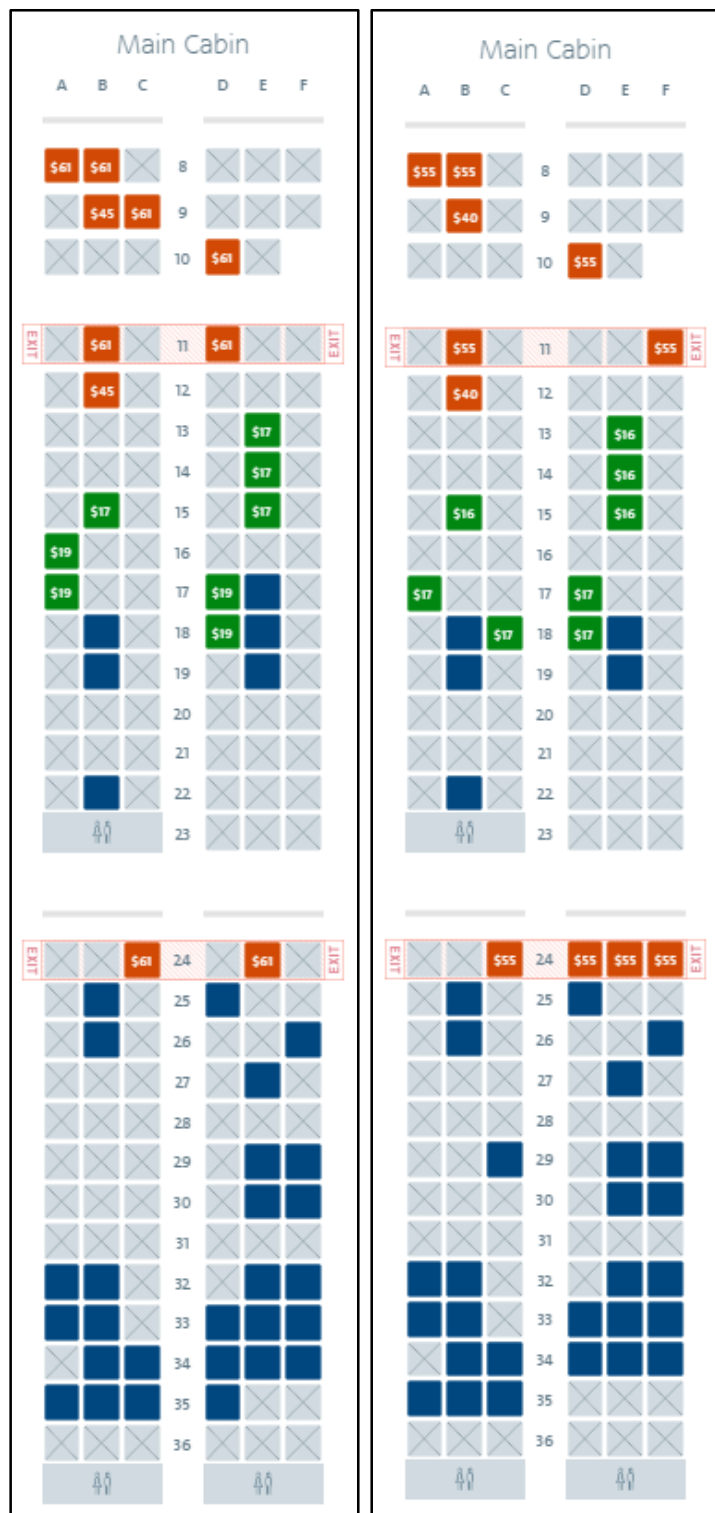 Main Cabin
A B C D E F
$61 $61 8
$45 $61 9
10 $61
EXIT $61 11 $61 EXIT
$45 12
13 $17
14 $17
$17 15 $17
$19 16
$19 17 $19
18 $19
19
20
21
22
23
EXIT $61 24 $61 EXIT
25
26
27
28
29
30
31
32
33
34
35
36
Main Cabin
A B C D E F
$55 $55 8
$40 9
10 $55
EXIT $55 11 $55 EXIT
$40 12
13 $16
14 $16
$16 15 $16
16
$17 17 $17
$17 18 $17
19
20
21
22
23
EXIT $55 24 $55 $55 $55 EXIT
25
26
27
28
29
30
31
32
33
34
35
36